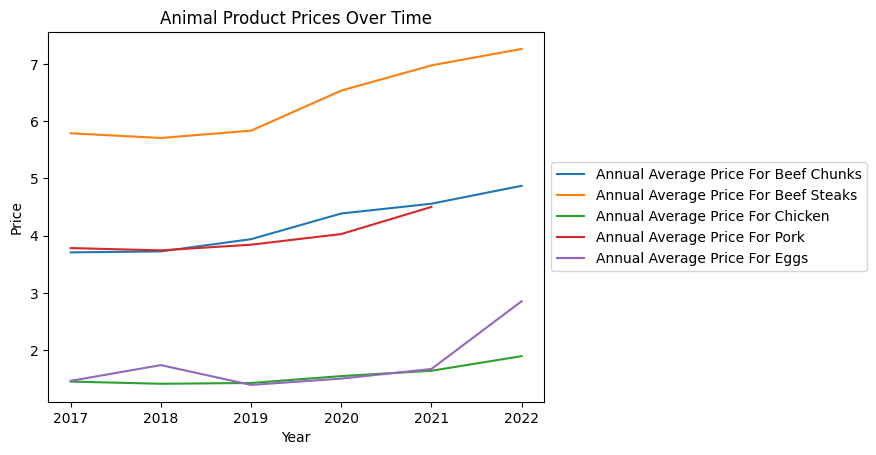 Animal Product Prices Over Time
7
6
5
4
3
2
Price
2017 2018 2019 2020 2021 2022
Year
Annual Average Price For Beef Chunks
Annual Average Price For Beef Steaks
Annual Average Price For Chicken
Annual Average Price For Pork
Annual Average Price For Eggs